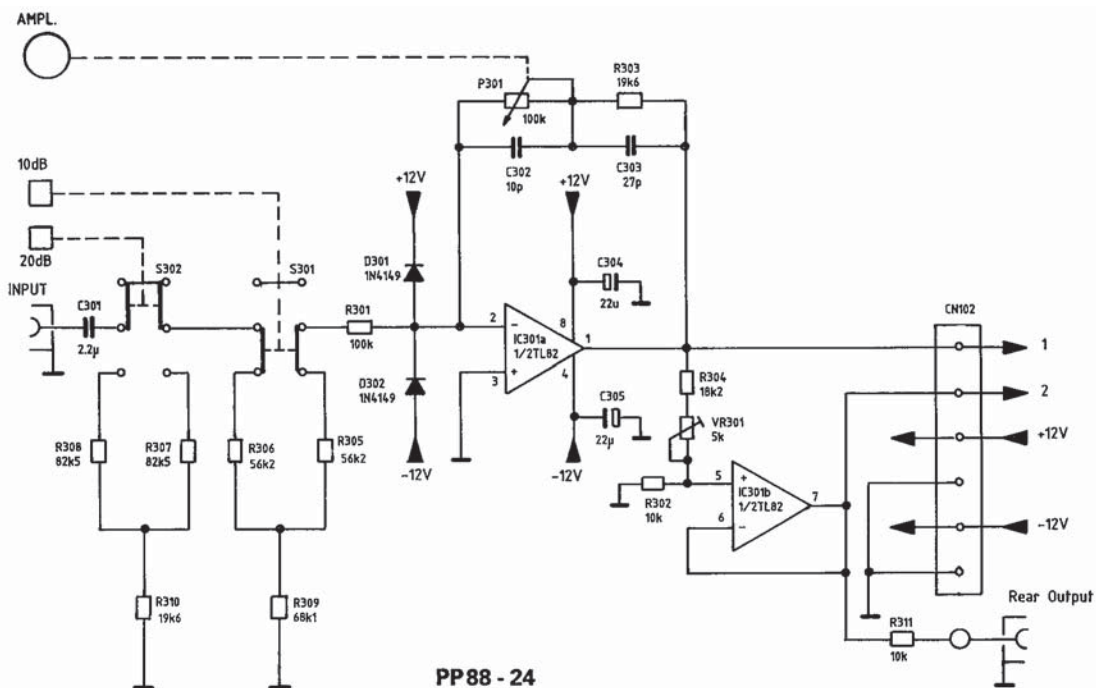 AMPL.
R303
19k6
P301
100k
C302
10p
C303
27p
10dB
+12V
+12V
20dB
S302
S301
D301
1N4149
C304
22u
INPUT
C301
2.2µ
R301
100k
2
8
IC301a
1/2TL82
1
3
4
CN102
1
D302
1N4149
R304
18k2
2
C305
22µ
VR301
5k
+12V
R308
82k5
R307
82k5
R306
56k2
R305
56k2
-12V
-12V
R302
10k
5
IC301b
1/2TL82
7
6
-12V
R310
19k6
R309
68k1
Rear Output
R311
10k
PP88 - 24